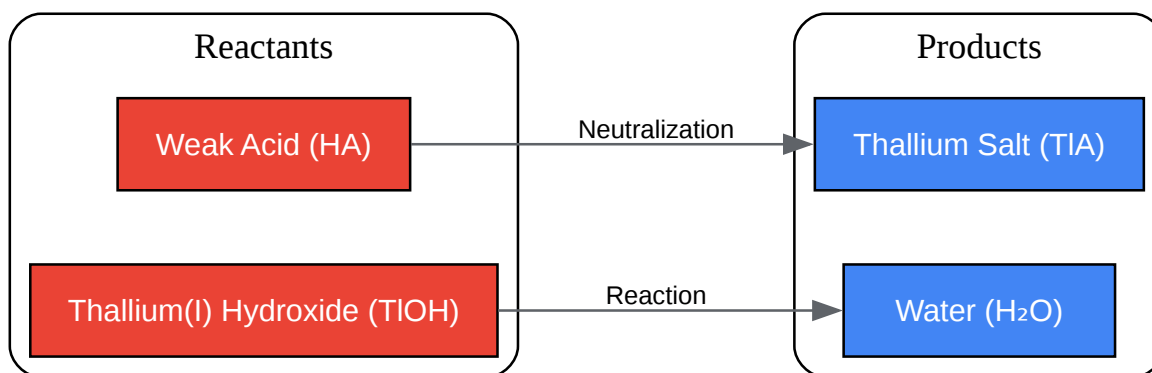 Reactants
Products
Weak Acid (HA)
Neutralization
Thallium Salt (TlA)
Thallium(I) Hydroxide (TlOH)
Reaction
Water (H₂O)